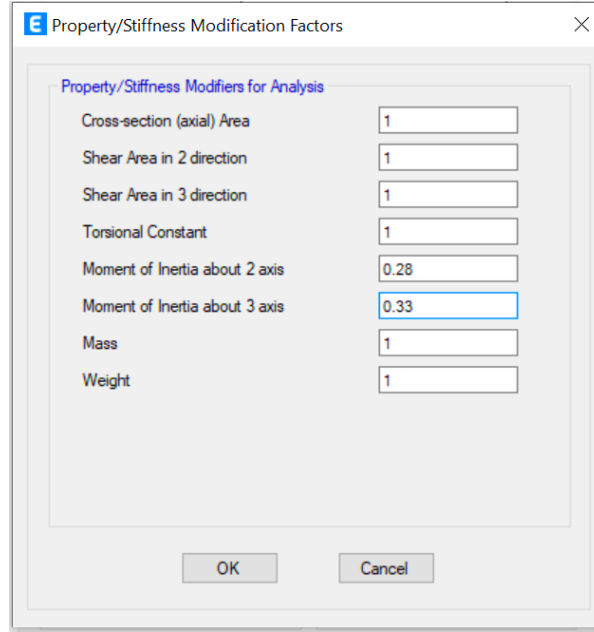 E Property/Stiffness Modification Factors
Property/Stiffness Modifiers for Analysis
Cross-section (axial) Area 1
Shear Area in 2 direction 1
Shear Area in 3 direction 1
Torsional Constant 1
Moment of Inertia about 2 axis 0.28
Moment of Inertia about 3 axis 0.33
Mass 1
Weight 1
OK Cancel